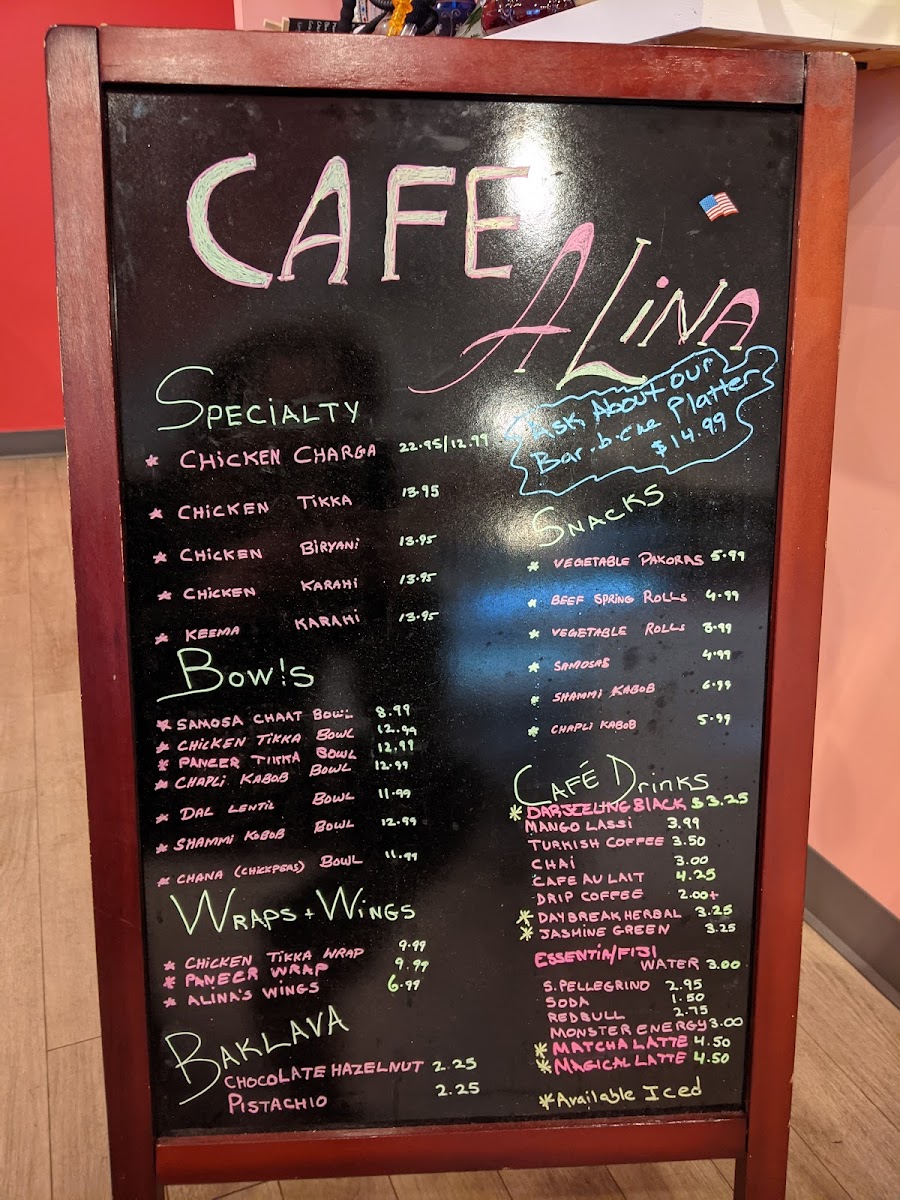 CAFE
ALiNA
Ask About our
Bar.b.cue Platter
$14.99
SPECIALTY
* CHICKEN CHARGA 22.95/12.99
* CHICKEN TIKKA 13.95
* CHICKEN BIRYANI 13.95
* CHICKEN KARAHI 13.95
* KEEMA KARAHI 13.95
BOW!S
* SAMOSA CHAAT BOWL 8.99
* CHICKEN TIKKA BOWL 12.99
* PANEER TIKKA BOWL 12.99
* CHAPLI KABOB BOWL 12.99
* DAL LENTIL BOWL 11.99
* SHAMMI KOBOB BOWL 12.99
* CHANA (CHICKPEAS) BOWL 11.99
WRAPS + WINGS
* CHICKEN TIKKA WRAP 9.99
* PANEER WRAP 9.99
* ALINA'S WINGS 6.99
BAKLAVA
CHOCOLATE HAZELNUT 2.25
PISTACHIO 2.25
SNACKS
* VEGETABLE PAKORAS 5.99
* BEEF SPRING ROLLS 4.99
* VEGETABLE ROLLS 3.99
* SAMOSAS 4.99
* SHAMMI KABOB 6.99
* CHAPLI KABOB 5.99
CAFÉ DRINKS
* DARJEELING BLACK $3.25
MANGO LASSI 3.99
TURKISH COFFEE 3.50
CHAI 3.00
CAFE AU LAIT 4.25
DRIP COFFEE 2.00+
* DAYBREAK HERBAL 3.25
* JASMINE GREEN 3.25
ESSENTIN/FIJI
WATER 3.00
S.PELLEGRINO 2.95
SODA 1.50
REDBULL 2.75
MONSTER ENERGY 3.00
* MATCHA LATTE 4.50
* MAGICAL LATTE 4.50
* Available Iced